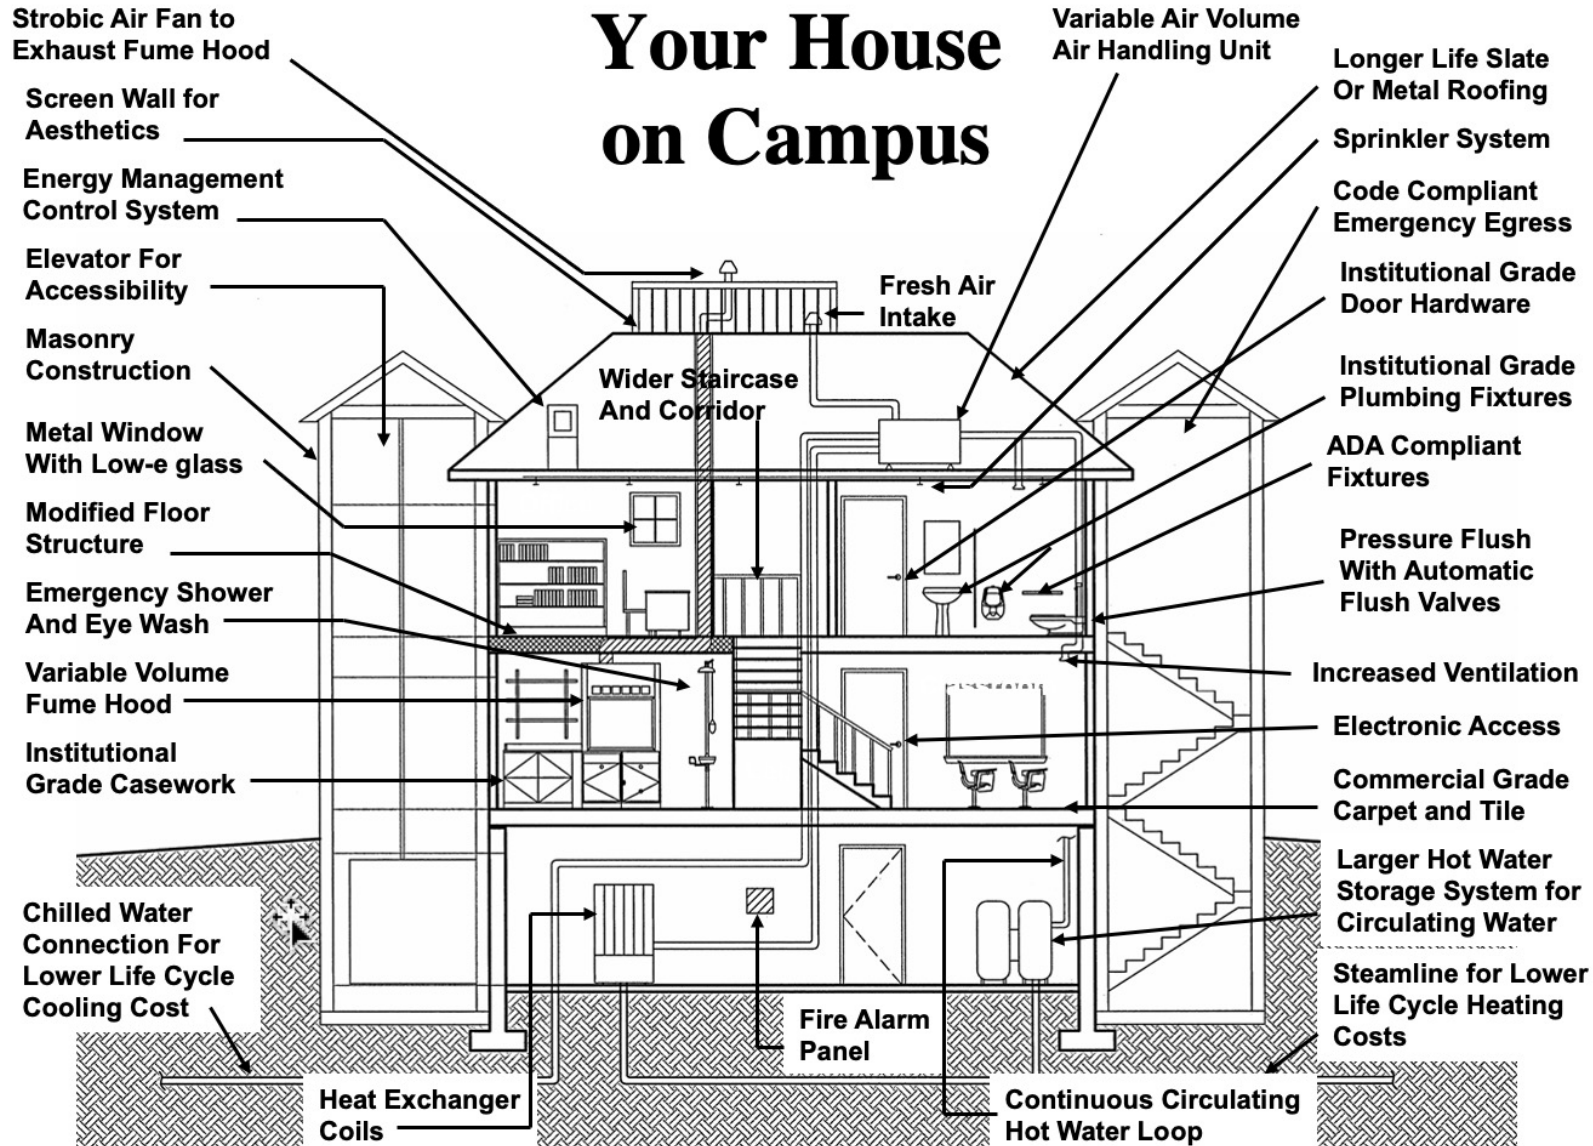 Your House
on Campus
Strobic Air Fan to
Exhaust Fume Hood
Screen Wall for
Aesthetics
Energy Management
Control System
Elevator For
Accessibility
Masonry
Construction
Metal Window
With Low-e glass
Modified Floor
Structure
Emergency Shower
And Eye Wash
Variable Volume
Fume Hood
Institutional
Grade Casework
Chilled Water
Connection For
Lower Life Cycle
Cooling Cost
Heat Exchanger
Coils
Wider Staircase
And Corridor
Fresh Air
Intake
Fire Alarm
Panel
Variable Air Volume
Air Handling Unit
Longer Life Slate
Or Metal Roofing
Sprinkler System
Code Compliant
Emergency Egress
Institutional Grade
Door Hardware
Institutional Grade
Plumbing Fixtures
ADA Compliant
Fixtures
Pressure Flush
With Automatic
Flush Valves
Increased Ventilation
Electronic Access
Commercial Grade
Carpet and Tile
Larger Hot Water
Storage System for
Circulating Water
Steamline for Lower
Life Cycle Heating
Costs
Continuous Circulating
Hot Water Loop